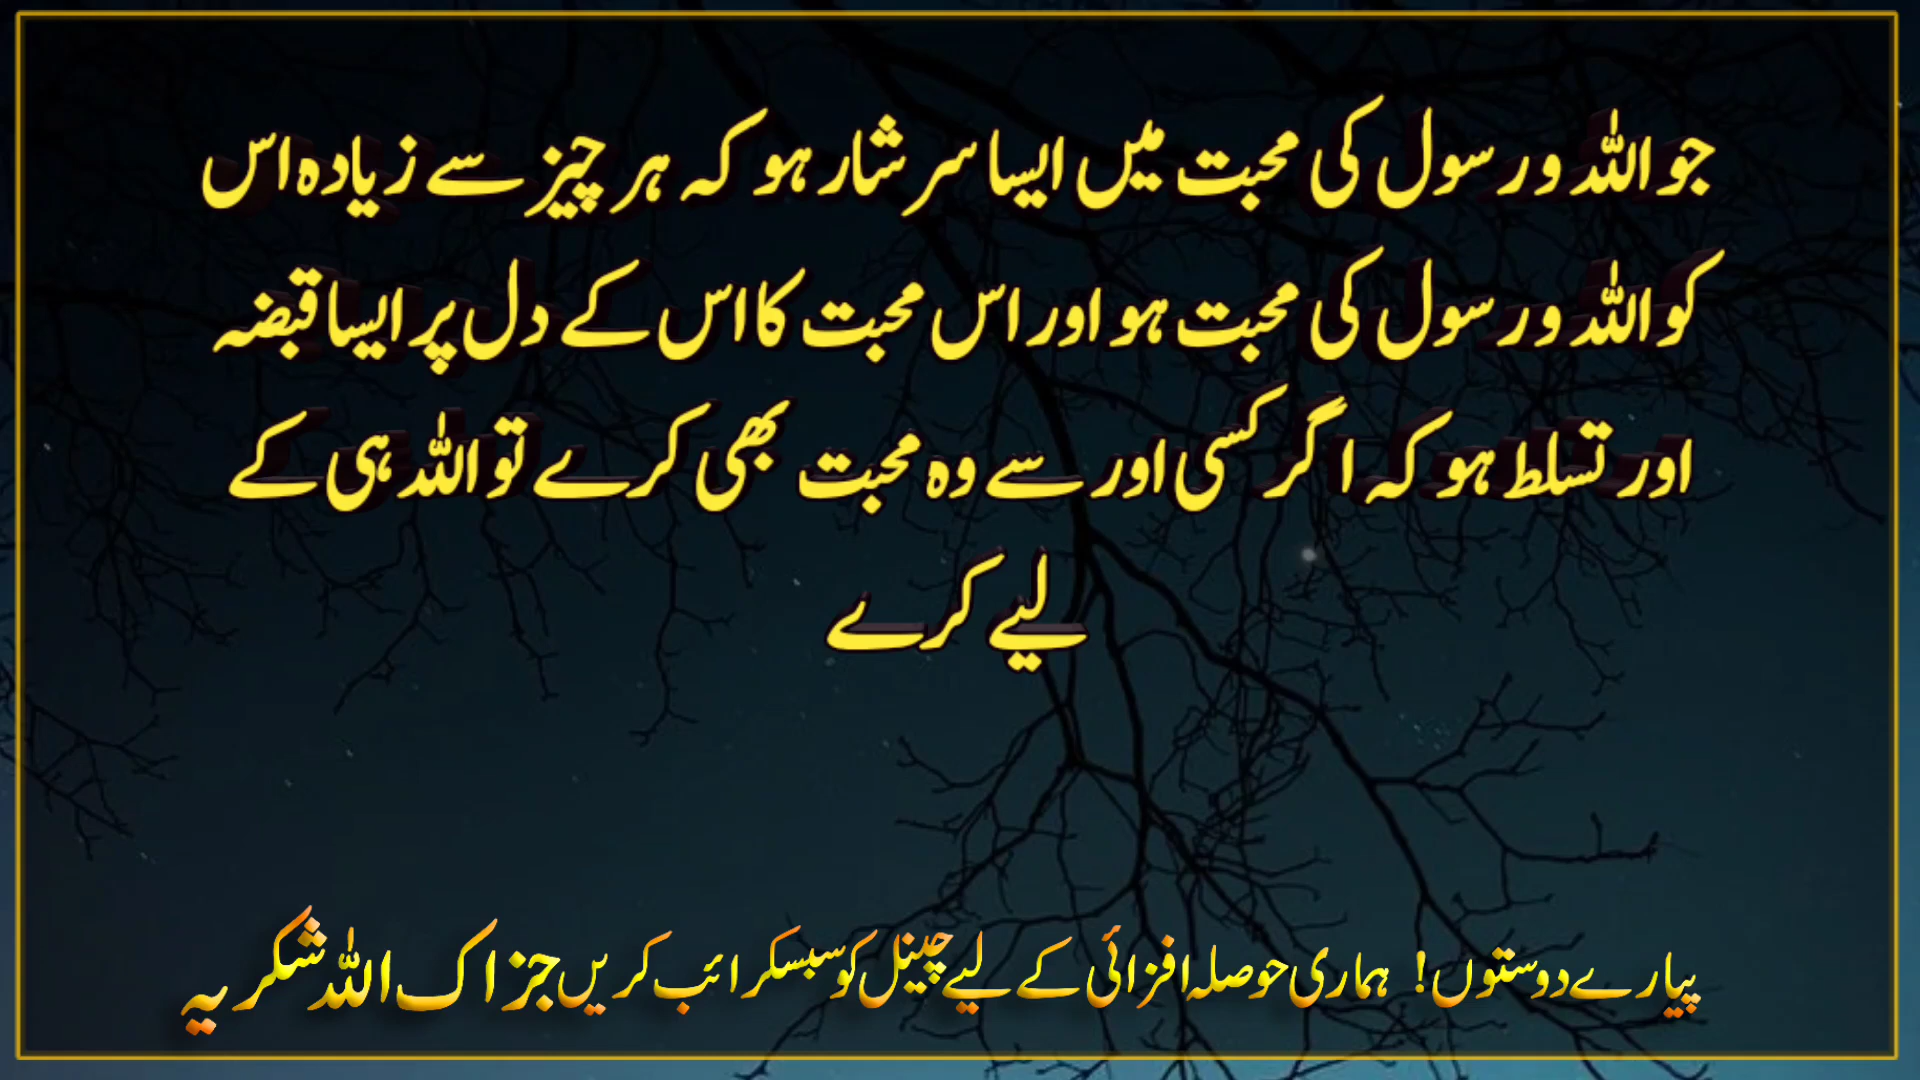 جو اللہ و رسول کی محبت میں ایسا سرشار ہو کہ ہر چیز سے زیادہ اس
کو اللہ و رسول کی محبت ہو اور اس محبت کا اس کے دل پر ایسا قبضہ
اور تسلط ہو کہ اگر کسی اور سے وہ محبت بھی کرے تو اللہ ہی کے
لیے کرے
پیارے دوستوں! ہماری حوصلہ افزائی کے لیے چینل کو سبسکرائب کریں جزاک اللہ شکریہ